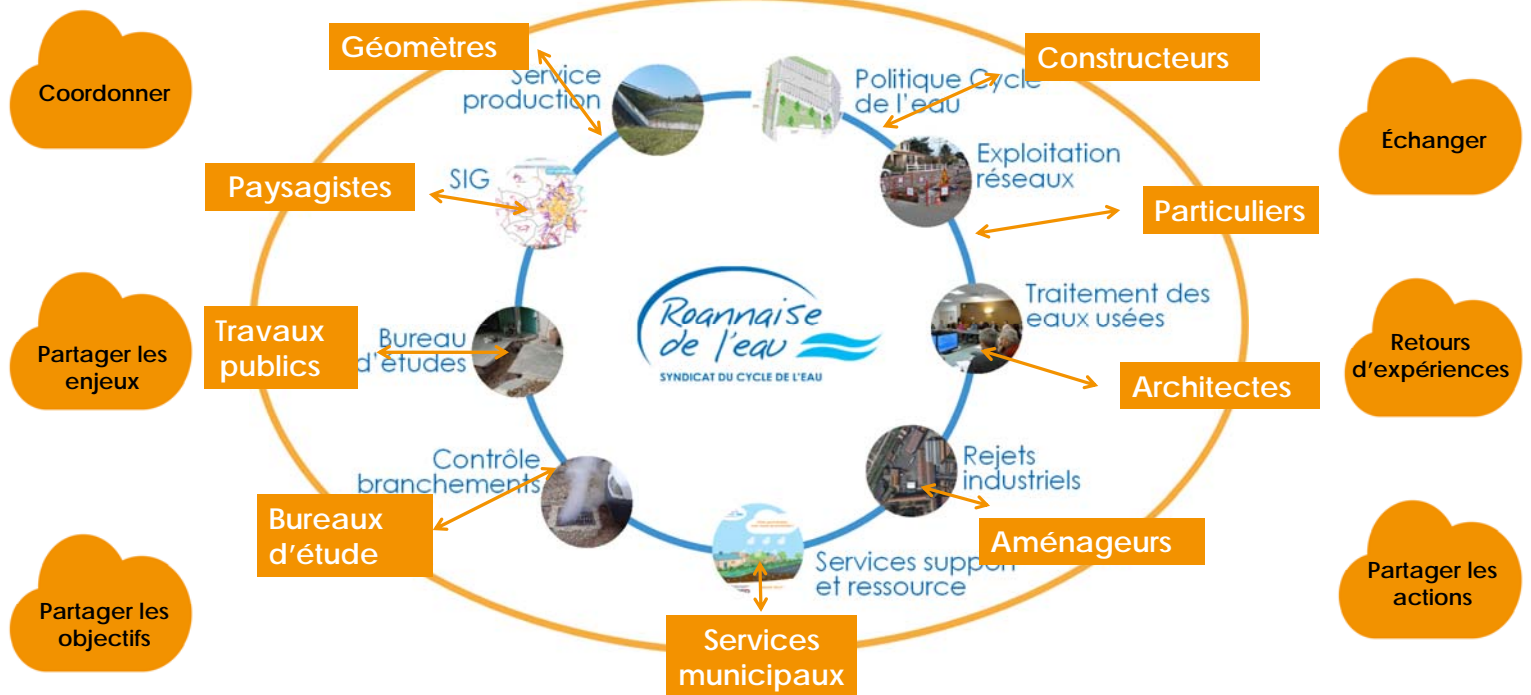 Coordonner
Géomètres
Service
production
Politique Cycle
de l'eau
Constructeurs
Échanger
Paysagistes
SIG
Exploitation
réseaux
Particuliers
Partager les
enjeux
Travaux
publics
Bureau
d'études
Roannaise
de l'eau
SYNDICAT DU CYCLE DE L'EAU
Traitement des
eaux usées
Architectes
Retours
d'expériences
Contrôle
branchements
Bureaux
d'étude
Rejets
industriels
Aménageurs
Services support
et ressource
Services
municipaux
Partager les
objectifs
Partager les
actions